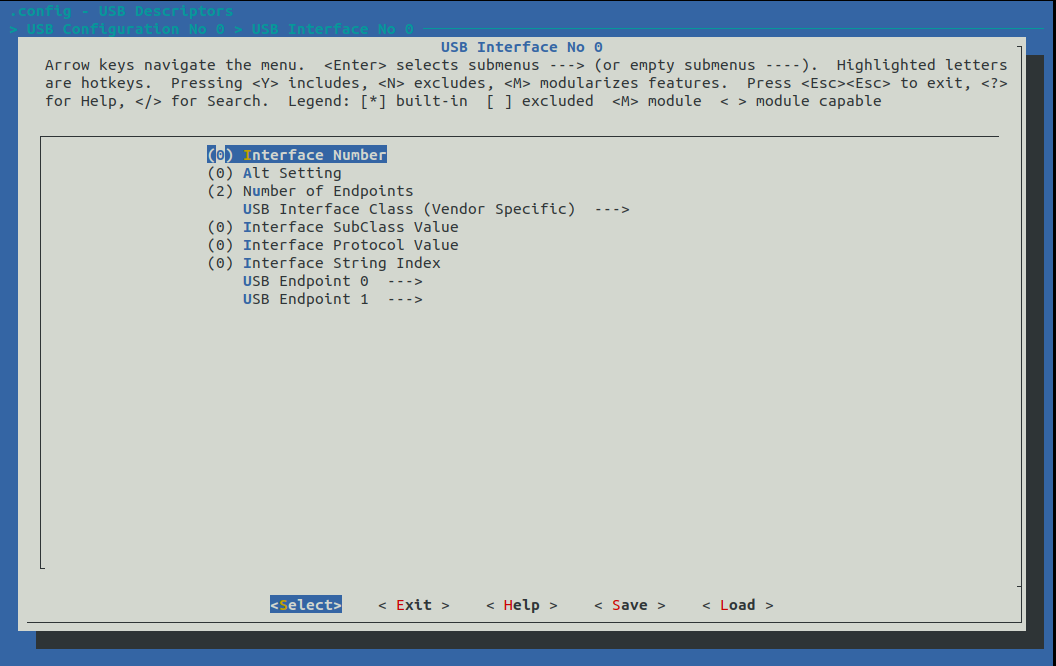 .config - USB Descriptors
> USB Configuration No 0 > USB Interface No 0
USB Interface No 0
Arrow keys navigate the menu.  <Enter> selects submenus ---> (or empty submenus ----).  Highlighted letters
are hotkeys.  Pressing <Y> includes, <N> excludes, <M> modularizes features.  Press <Esc><Esc> to exit, <?>
for Help, </> for Search.  Legend: [*] built-in  [ ] excluded  <M> module  < > module capable
(0) Interface Number
(0) Alt Setting
(2) Number of Endpoints
USB Interface Class (Vendor Specific)  --->
(0) Interface SubClass Value
(0) Interface Protocol Value
(0) Interface String Index
USB Endpoint 0  --->
USB Endpoint 1  --->
<Select>    < Exit >    < Help >    < Save >    < Load >